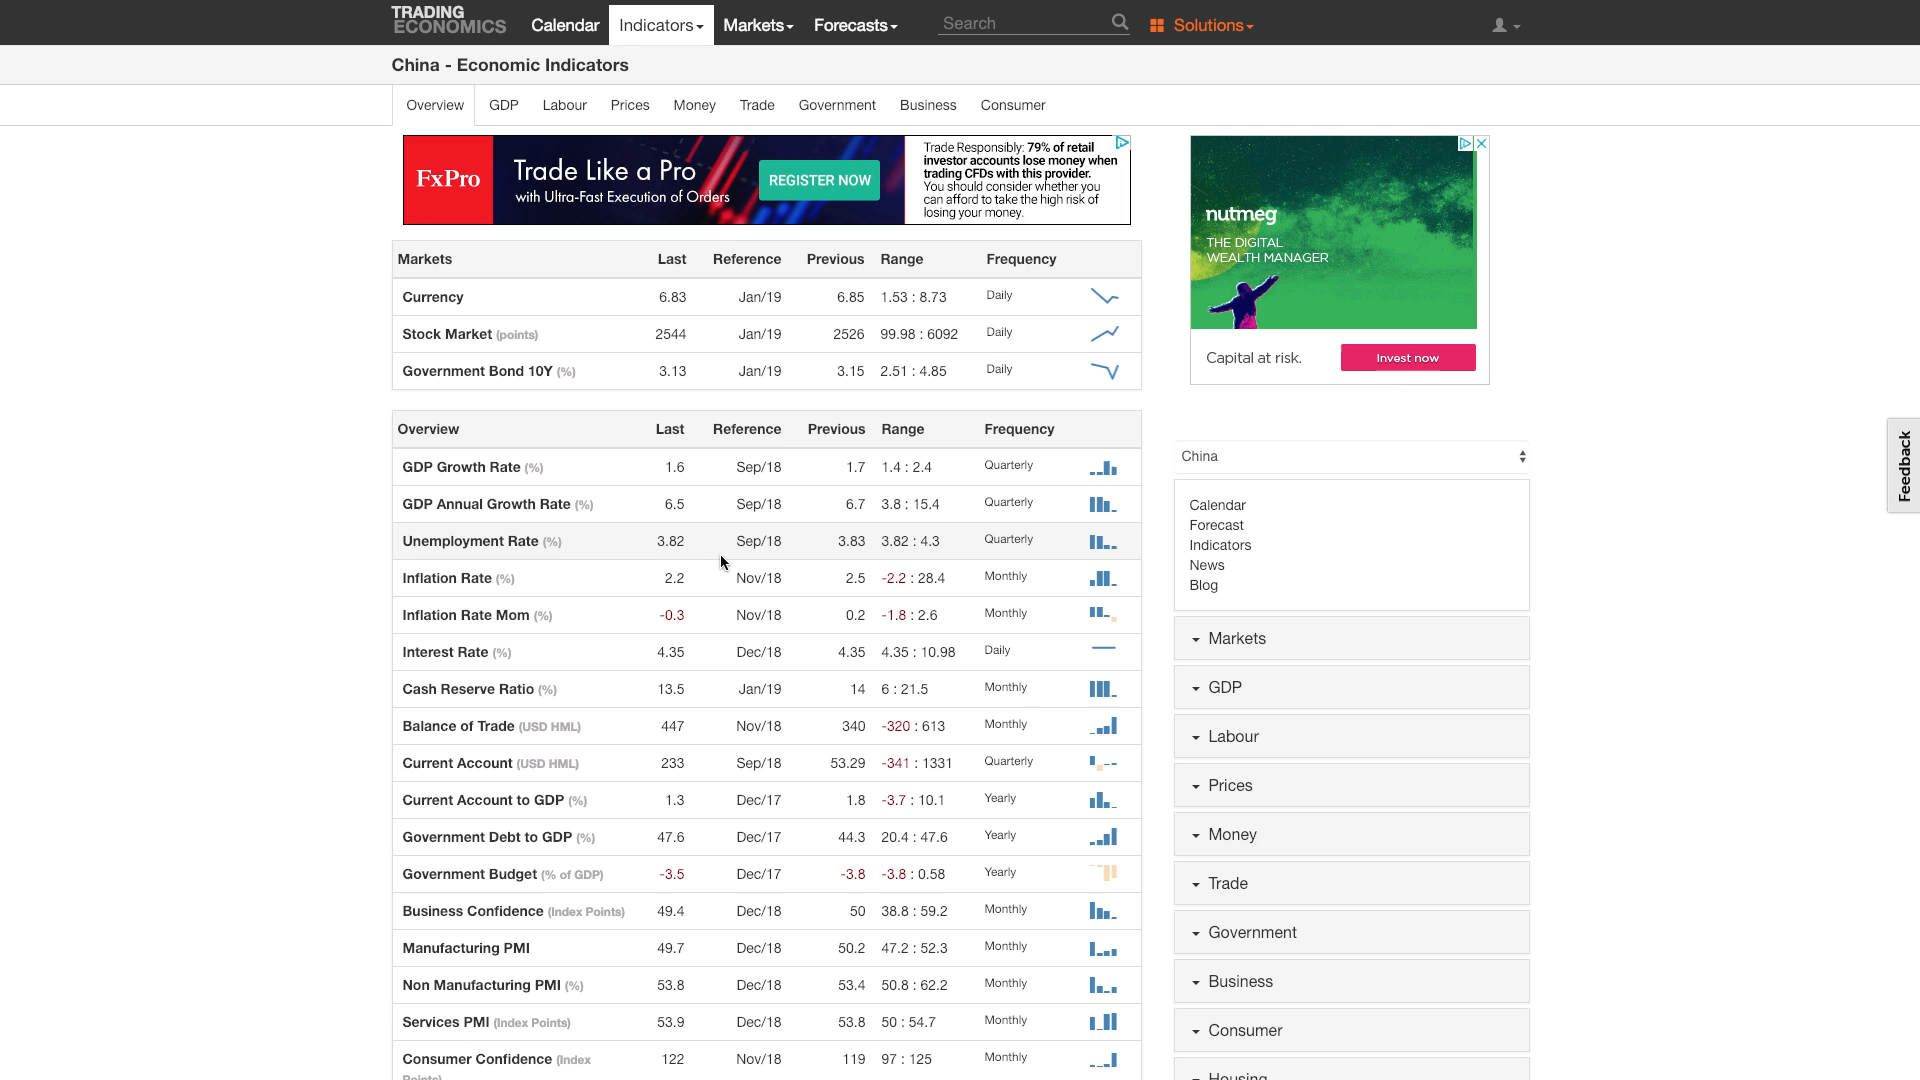 TRADING
ECONOMICS
Calendar Indicators Markets Forecasts Search Solutions
China - Economic Indicators
Overview GDP Labour Prices Money Trade Government Business Consumer
FxPro
Trade Like a Pro
with Ultra-Fast Execution of Orders
REGISTER NOW
Trade Responsibly: 79% of retail
investor accounts lose money when
trading CFDs with this provider.
You should consider whether you
can afford to take the high risk of
losing your money.
nutmeg
THE DIGITAL
WEALTH MANAGER
Capital at risk. Invest now
Markets Last Reference Previous Range Frequency
Currency 6.83 Jan/19 6.85 1.53 : 8.73 Daily
Stock Market (points) 2544 Jan/19 2526 99.98 : 6092 Daily
Government Bond 10Y (%) 3.13 Jan/19 3.15 2.51 : 4.85 Daily
Overview Last Reference Previous Range Frequency
GDP Growth Rate (%) 1.6 Sep/18 1.7 1.4 : 2.4 Quarterly
GDP Annual Growth Rate (%) 6.5 Sep/18 6.7 3.8 : 15.4 Quarterly
Unemployment Rate (%) 3.82 Sep/18 3.83 3.82 : 4.3 Quarterly
Inflation Rate (%) 2.2 Nov/18 2.5 -2.2 : 28.4 Monthly
Inflation Rate Mom (%) -0.3 Nov/18 0.2 -1.8 : 2.6 Monthly
Interest Rate (%) 4.35 Dec/18 4.35 4.35 : 10.98 Daily
Cash Reserve Ratio (%) 13.5 Jan/19 14 6 : 21.5 Monthly
Balance of Trade (USD HML) 447 Nov/18 340 -320 : 613 Monthly
Current Account (USD HML) 233 Sep/18 53.29 -341 : 1331 Quarterly
Current Account to GDP (%) 1.3 Dec/17 1.8 -3.7 : 10.1 Yearly
Government Debt to GDP (%) 47.6 Dec/17 44.3 20.4 : 47.6 Yearly
Government Budget (% of GDP) -3.5 Dec/17 -3.8 -3.8 : 0.58 Yearly
Business Confidence (Index Points) 49.4 Dec/18 50 38.8 : 59.2 Monthly
Manufacturing PMI 49.7 Dec/18 50.2 47.2 : 52.3 Monthly
Non Manufacturing PMI (%) 53.8 Dec/18 53.4 50.8 : 62.2 Monthly
Services PMI (Index Points) 53.9 Dec/18 53.8 50 : 54.7 Monthly
Consumer Confidence (Index 122 Nov/18 119 97 : 125 Monthly
Points)
China
Calendar
Forecast
Indicators
News
Blog
Markets
GDP
Labour
Prices
Money
Trade
Government
Business
Consumer
Housing
Feedback